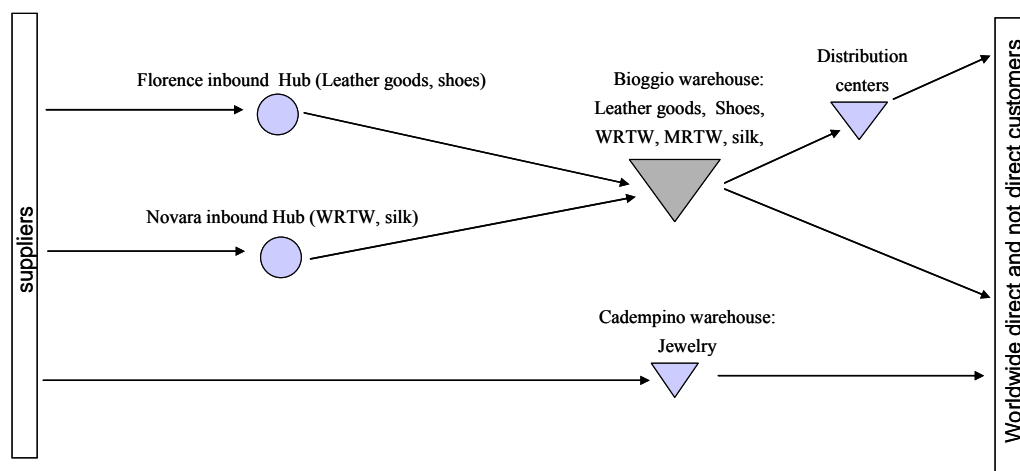 suppliers
Florence inbound Hub (Leather goods, shoes)
Novara inbound Hub (WRTW, silk)
Bioggio warehouse:
Leather goods, Shoes,
WRTW, MRTW, silk,
Distribution
centers
Cadempino warehouse:
Jewelry
Worldwide direct and not direct customers